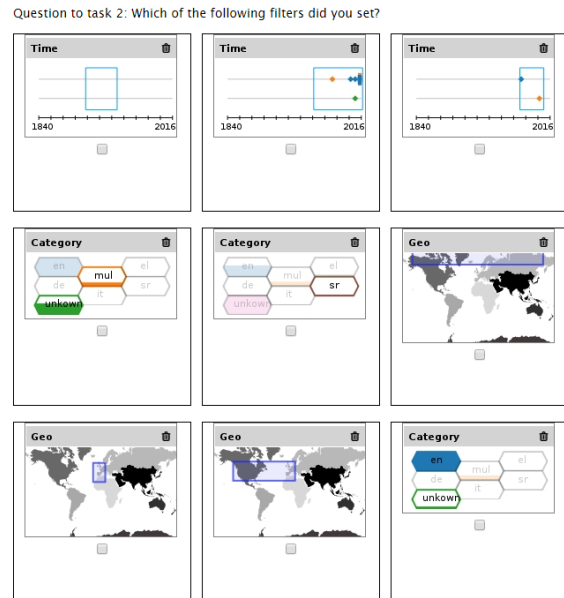 Question to task 2: Which of the following filters did you set?
Time
Time
Time
1840 2016
1840 2016
1840 2016
Category
Category
Geo
en
mul
el
de
it
sr
unkown
en
mul
el
de
it
sr
unkown
Geo
Geo
Category
en
mul
el
de
it
sr
unkown